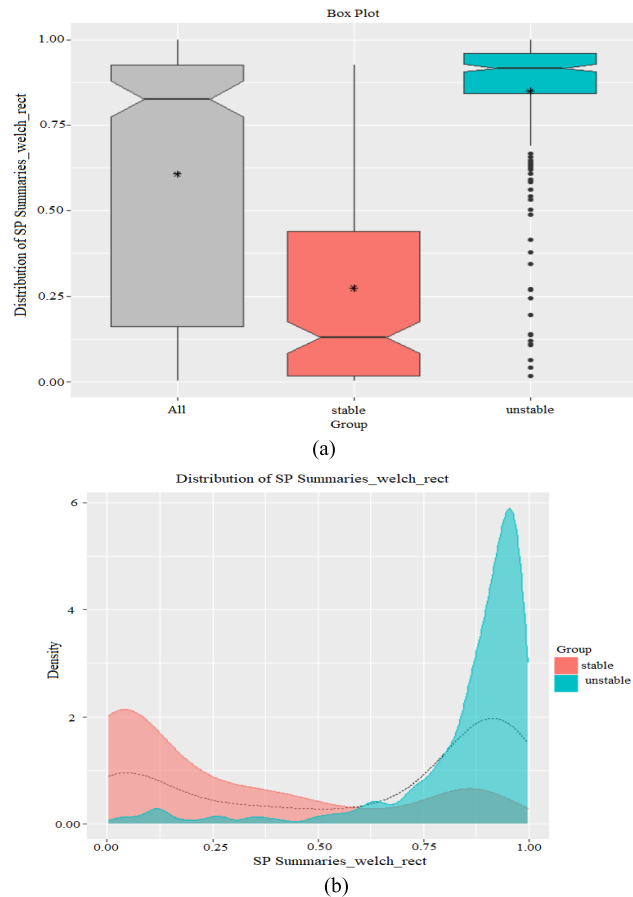 Box Plot
Distribution of SP Summaries_welch_rect
1.00
0.75
0.50
0.25
0.00
All
stable
unstable
Group
(a)
Distribution of SP Summaries_welch_rect
Density
6
4
2
0.00
0.00
0.25
0.50
0.75
1.00
SP Summaries_welch_rect
Group
stable
unstable
(b)